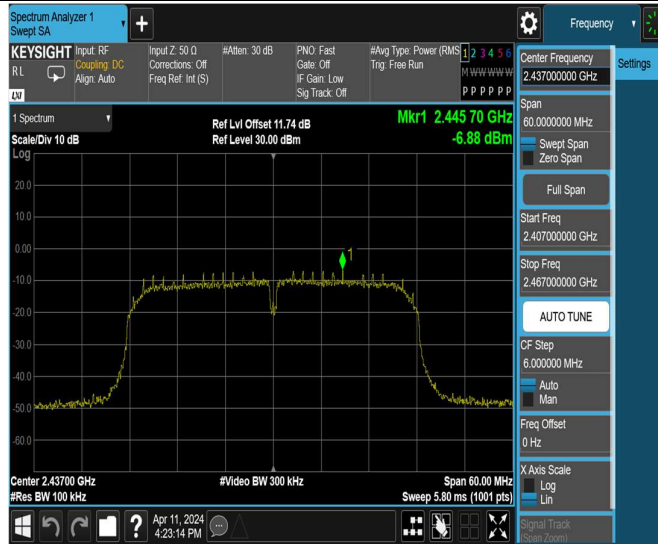 Spectrum Analyzer 1
Swept SA
Frequency
KEYSIGHT
RL
LXI
Input: RF
Coupling: DC
Align: Auto
Input Z: 50 Ω
Corrections: Off
Freq Ref: Int (S)
#Atten: 30 dB
PNO: Fast
Gate: Off
IF Gain: Low
Sig Track: Off
#Avg Type: Power (RMS
Trig: Free Run
1 2 3 4 5 6
M W W W W W
P P P P P P
1 Spectrum
Scale/Div 10 dB
Log
Ref Lvl Offset 11.74 dB
Ref Level 30.00 dBm
Mkr1 2.445 70 GHz
-6.88 dBm
20.0
10.0
0.00
-10.0
-20.0
-30.0
-40.0
-50.0
-60.0
1
Center 2.43700 GHz
#Res BW 100 kHz
#Video BW 300 kHz
Span 60.00 MHz
Sweep 5.80 ms (1001 pts)
Apr 11, 2024
4:23:14 PM
Center Frequency
2.437000000 GHz
Settings
Span
60.0000000 MHz
Swept Span
Zero Span
Full Span
Start Freq
2.407000000 GHz
Stop Freq
2.467000000 GHz
AUTO TUNE
CF Step
6.000000 MHz
Auto
Man
Freq Offset
0 Hz
X Axis Scale
Log
Lin
Signal Track
(Span Zoom)